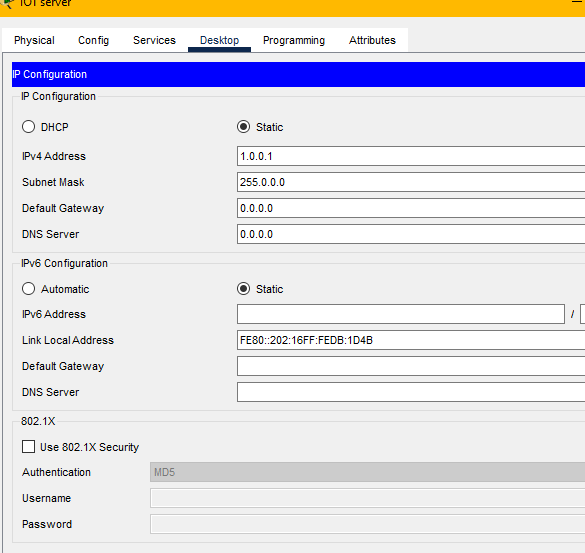 IOT server
Physical Config Services Desktop Programming Attributes
IP Configuration
IP Configuration
DHCP Static
IPv4 Address 1.0.0.1
Subnet Mask 255.0.0.0
Default Gateway 0.0.0.0
DNS Server 0.0.0.0
IPv6 Configuration
Automatic Static
IPv6 Address /
Link Local Address FE80::202:16FF:FEDB:1D4B
Default Gateway
DNS Server
802.1X
Use 802.1X Security
Authentication MD5
Username
Password